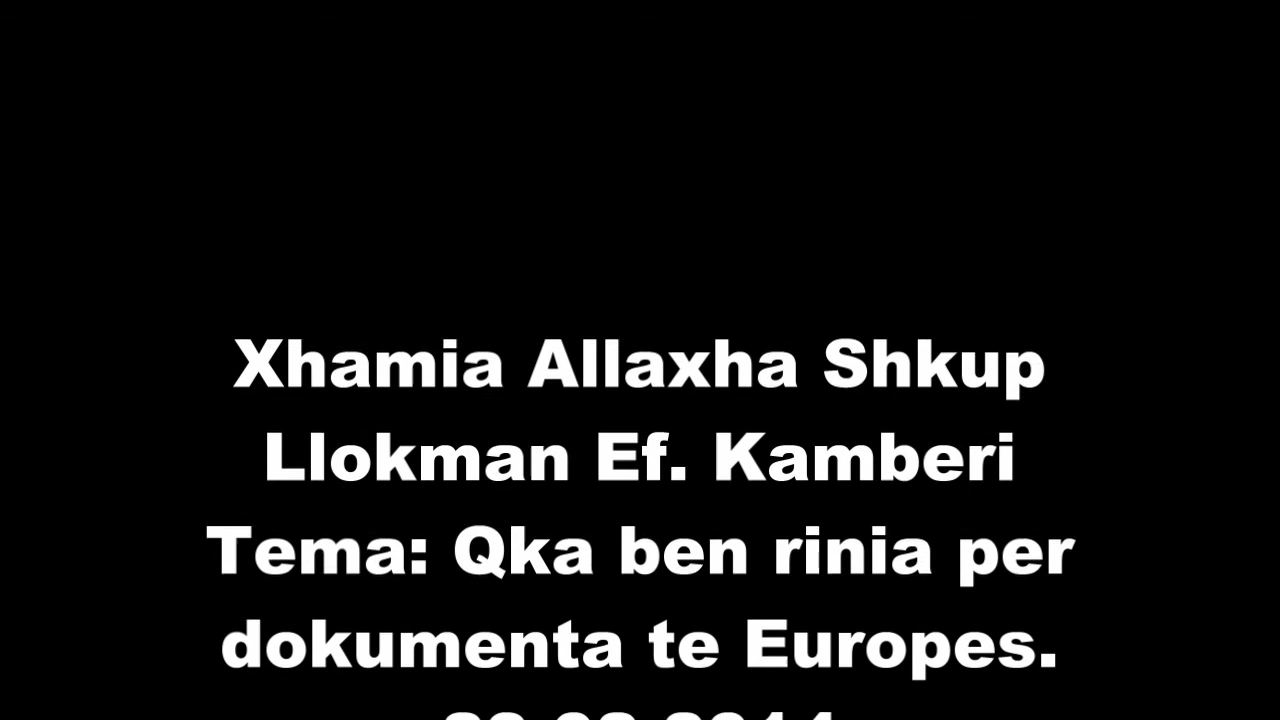 Xhamia Allaxha Shkup
Llokman Ef. Kamberi
Tema: Qka ben rinia per
dokumenta te Europes.